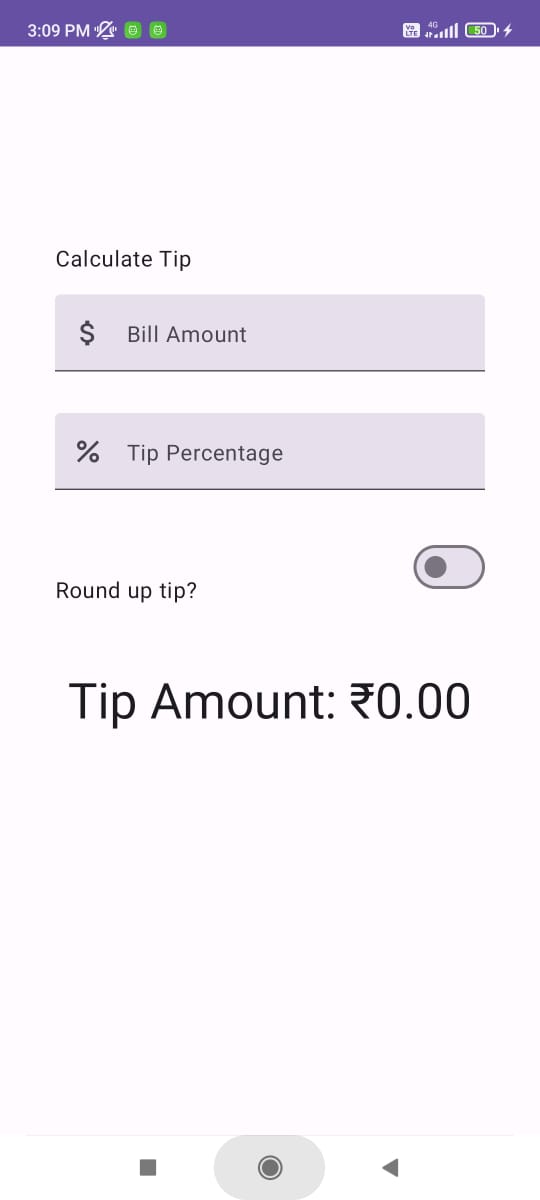 3:09 PM Vo LTE 4G 50
Calculate Tip
$ Bill Amount
% Tip Percentage
Round up tip?
Tip Amount: ₹0.00